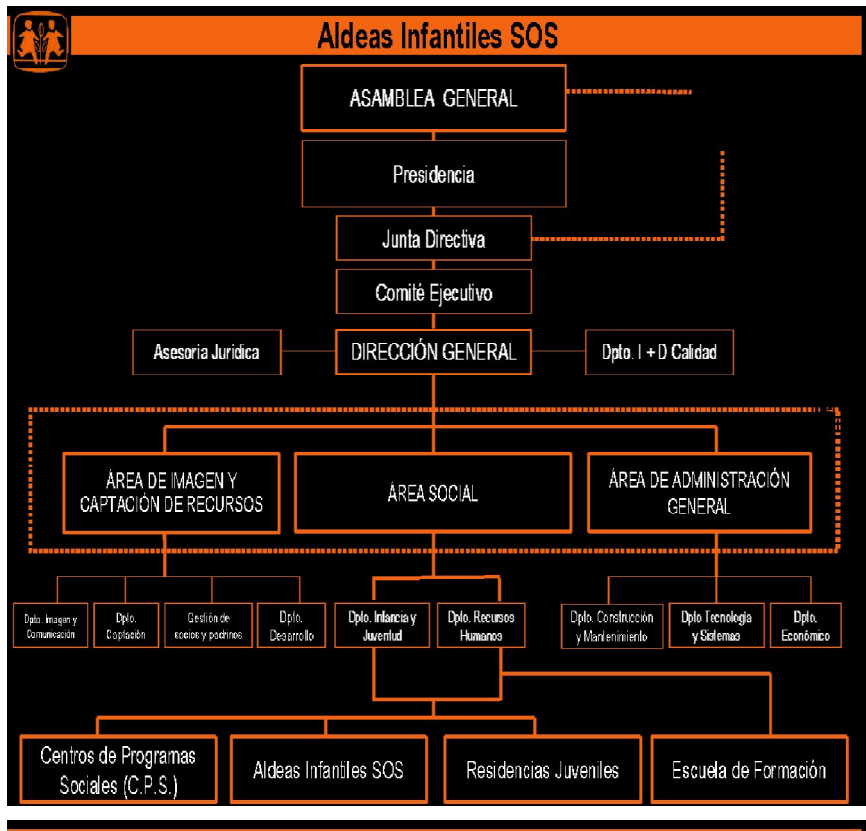 Aldeas Infantiles SOS
ASAMBLEA GENERAL
Presidencia
Junta Directiva
Comité Ejecutivo
Asesoria Juridica
DIRECCIÓN GENERAL
Dpto. I + D Calidad
ÁREA DE IMAGEN Y
CAPTACIÓN DE RECURSOS
ÁREA SOCIAL
ÁREA DE ADMINISTRACIÓN
GENERAL
Dpto. Imagen y
Comunicación
Dpto.
Captación
Gestión de
socios y padrinos
Dpto.
Desarrollo
Dpto. Infancia y
Juventud
Dpto. Recursos
Humanos
Dpto. Construcción
y Mantenimiento
Dpto Tecnología
y Sistemas
Dpto.
Económico
Centros de Programas
Sociales (C.P.S.)
Aldeas Infantiles SOS
Residencias Juveniles
Escuela de Formación